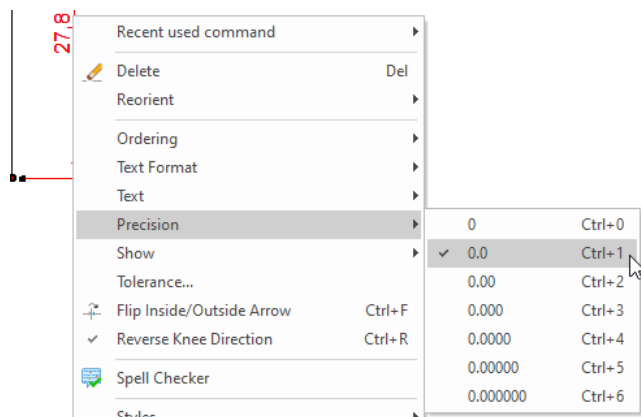 27,8
Recent used command
Delete Del
Reorient
Ordering
Text Format
Text
Precision
0 Ctrl+0
Show
0.0 Ctrl+1
Tolerance...
0.00 Ctrl+2
Flip Inside/Outside Arrow Ctrl+F
0.000 Ctrl+3
Reverse Knee Direction Ctrl+R
0.0000 Ctrl+4
Spell Checker
0.00000 Ctrl+5
0.000000 Ctrl+6
Styles